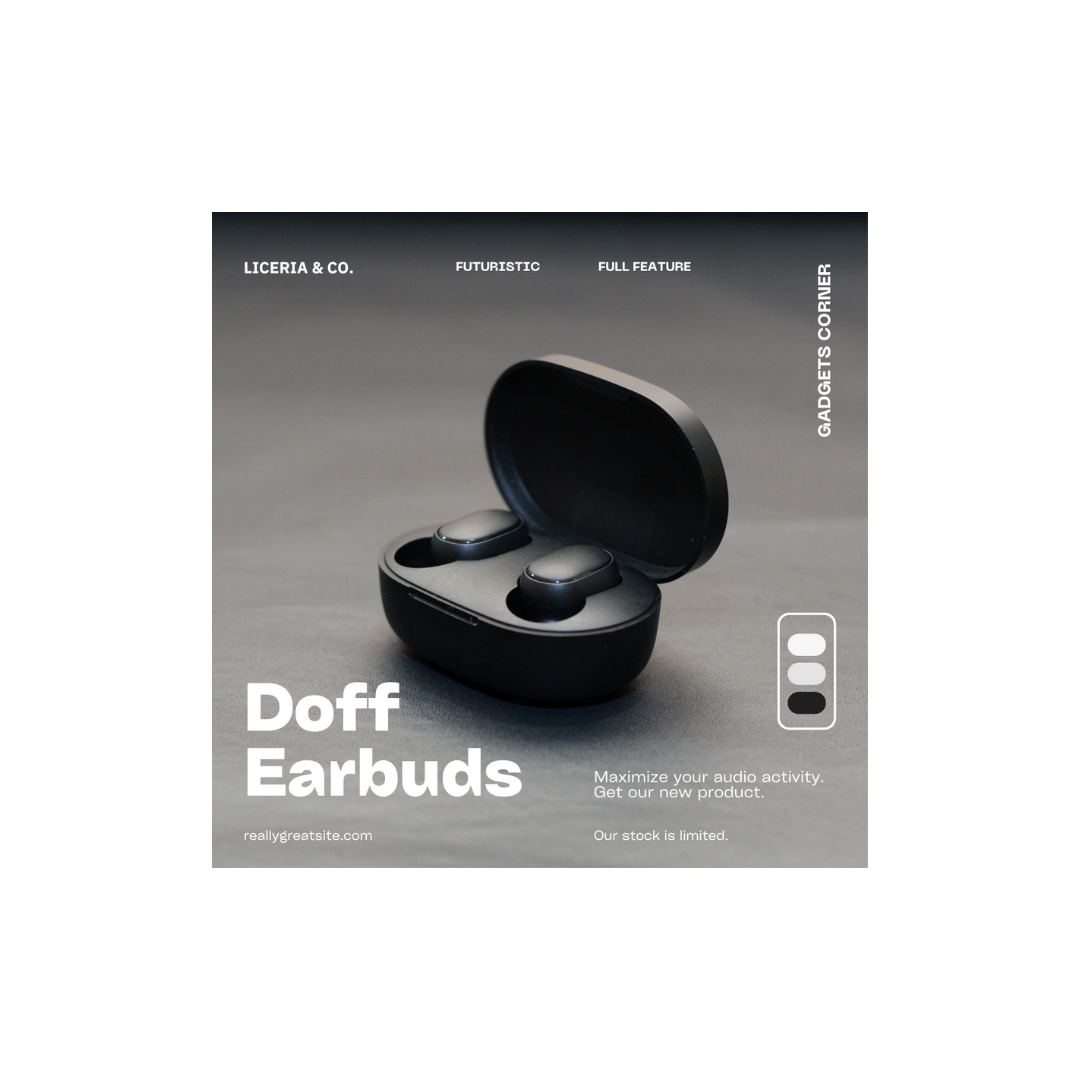 LICERIA & CO.
FUTURISTIC
FULL FEATURE
GADGETS CORNER
Doff
Earbuds
Maximize your audio activity.
Get our new product.
reallygreatsite.com
Our stock is limited.